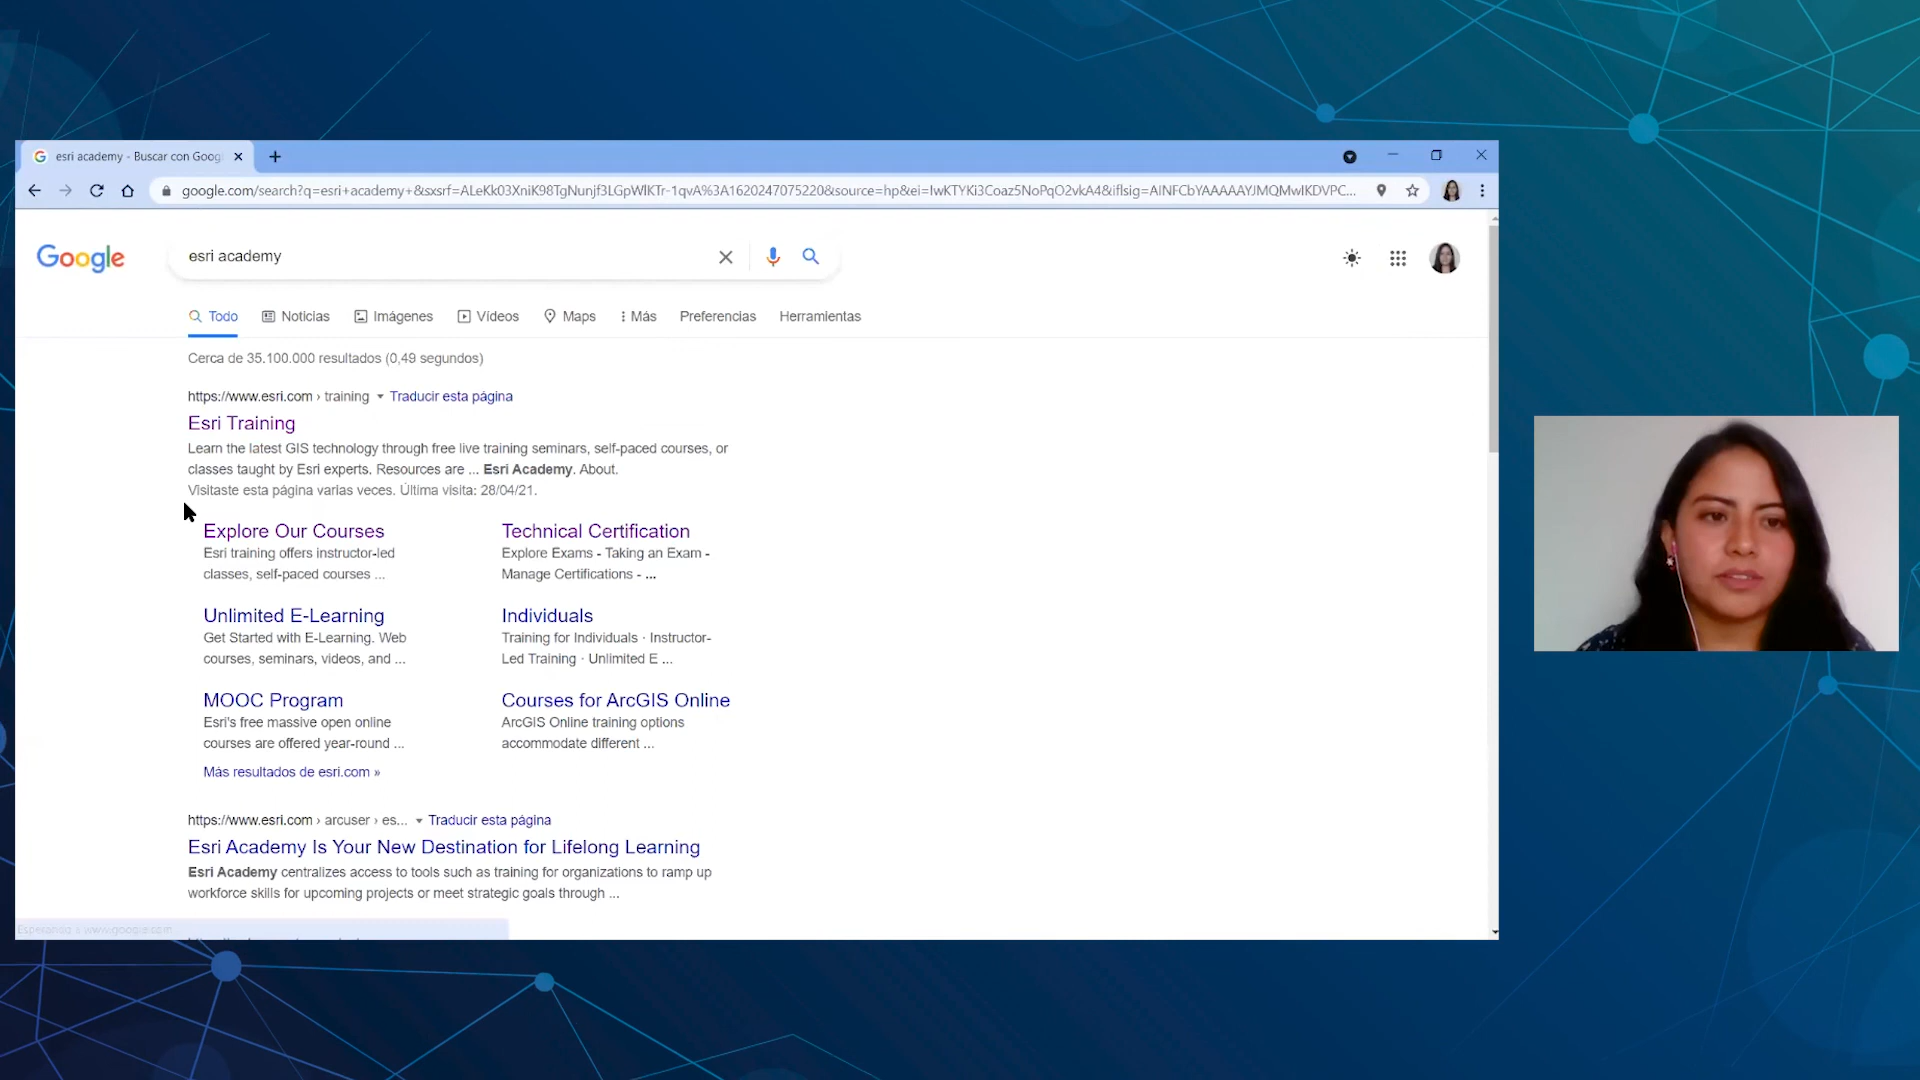 esri academy - Buscar con Goog
google.com/search?q=esri+academy+&sxsrf=ALeKk03XniK98TgNunjf3LGpWlKTr-1qvA%3A1620247075220&source=hp&ei=IwKTYKi3Coaz5NoPqO2vkA4&iflsig=AINFCbYAAAAAYJMQMwIKDVPC...
Google
esri academy
Todo Noticias Imágenes Vídeos Maps Más Preferencias Herramientas
Cerca de 35.100.000 resultados (0,49 segundos)
https://www.esri.com › training Traducir esta página
Esri Training
Learn the latest GIS technology through free live training seminars, self-paced courses, or
classes taught by Esri experts. Resources are ... Esri Academy. About.
Visitaste esta página varias veces. Última visita: 28/04/21.
Explore Our Courses
Esri training offers instructor-led
classes, self-paced courses ...
Technical Certification
Explore Exams - Taking an Exam -
Manage Certifications - ...
Unlimited E-Learning
Get Started with E-Learning. Web
courses, seminars, videos, and ...
Individuals
Training for Individuals · Instructor-
Led Training · Unlimited E ...
MOOC Program
Esri's free massive open online
courses are offered year-round ...
Courses for ArcGIS Online
ArcGIS Online training options
accommodate different ...
Más resultados de esri.com »
https://www.esri.com › arcuser › es... Traducir esta página
Esri Academy Is Your New Destination for Lifelong Learning
Esri Academy centralizes access to tools such as training for organizations to ramp up
workforce skills for upcoming projects or meet strategic goals through ...
Esperando a www.google.com...